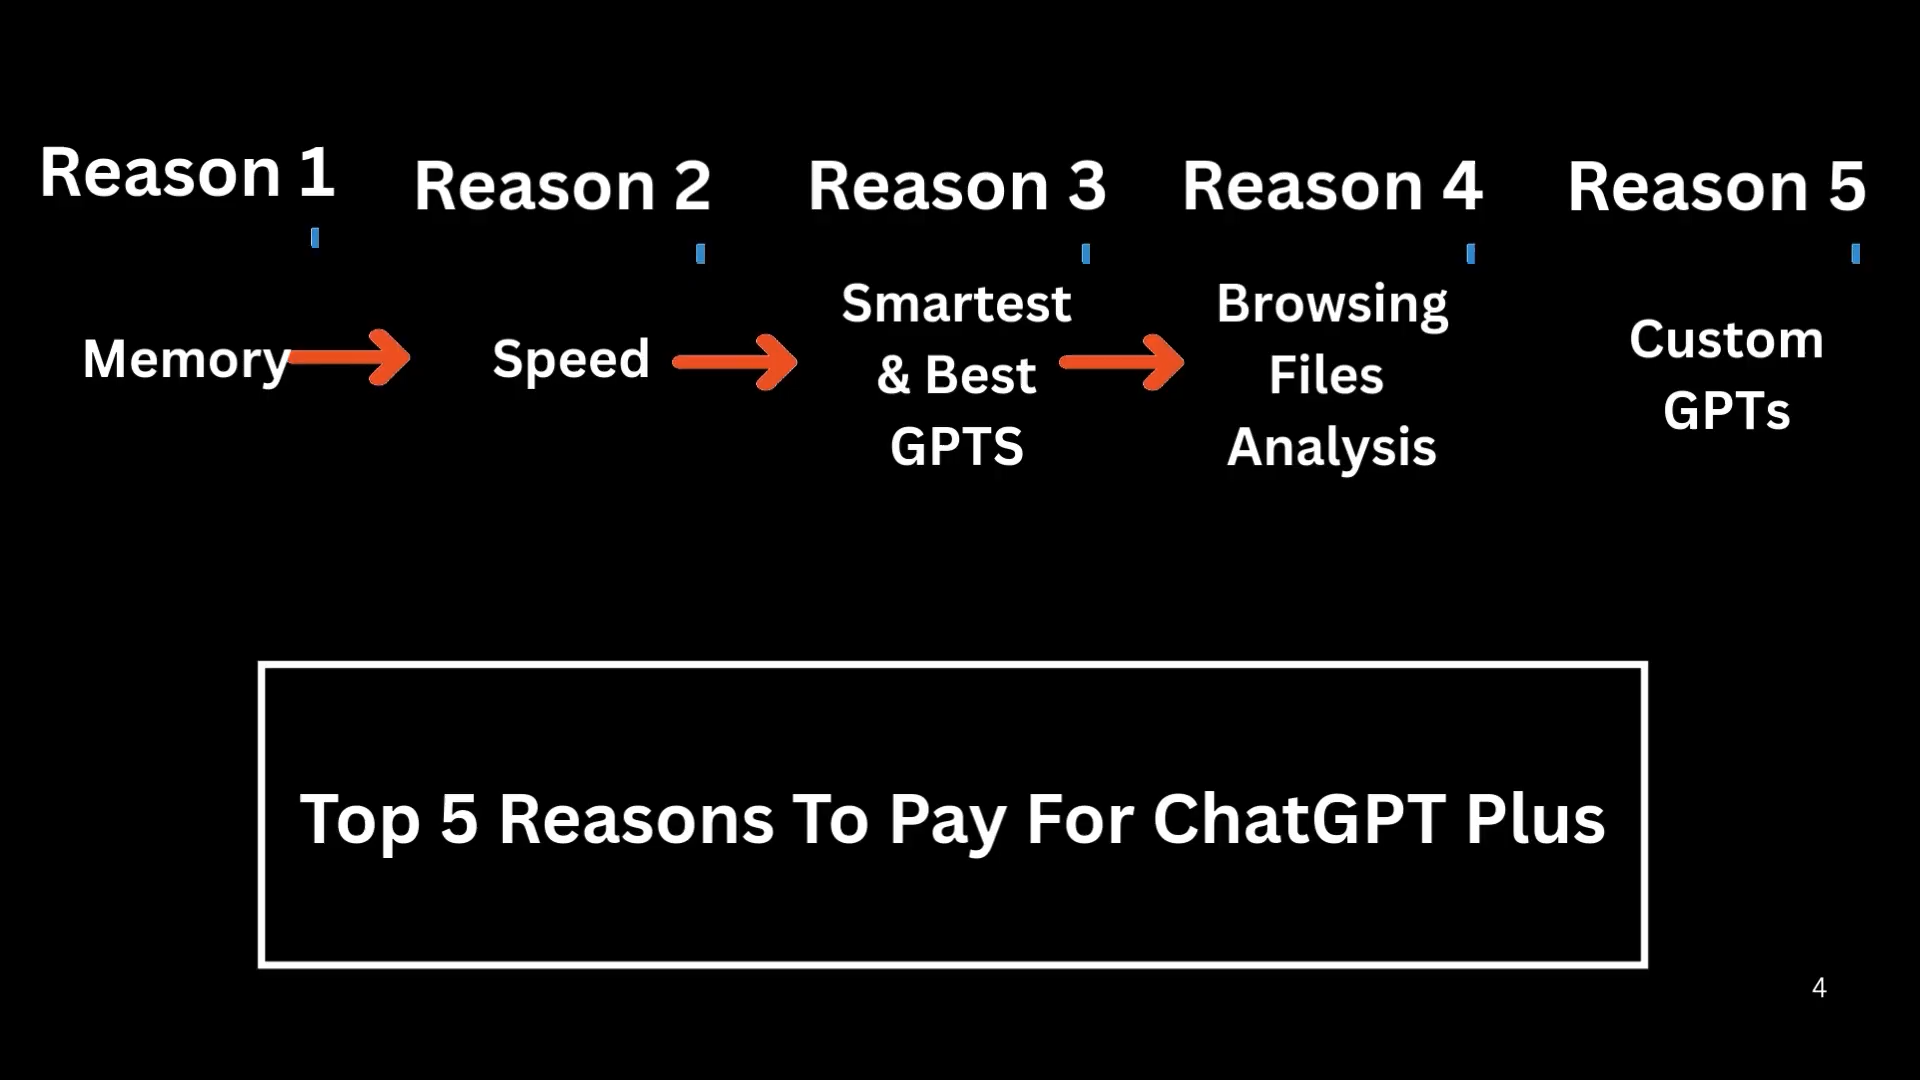 Reason 1
Reason 2
Reason 3
Reason 4
Reason 5
Memory
Speed
Smartest
& Best
GPTS
Browsing
Files
Analysis
Custom
GPTs
Top 5 Reasons To Pay For ChatGPT Plus
4